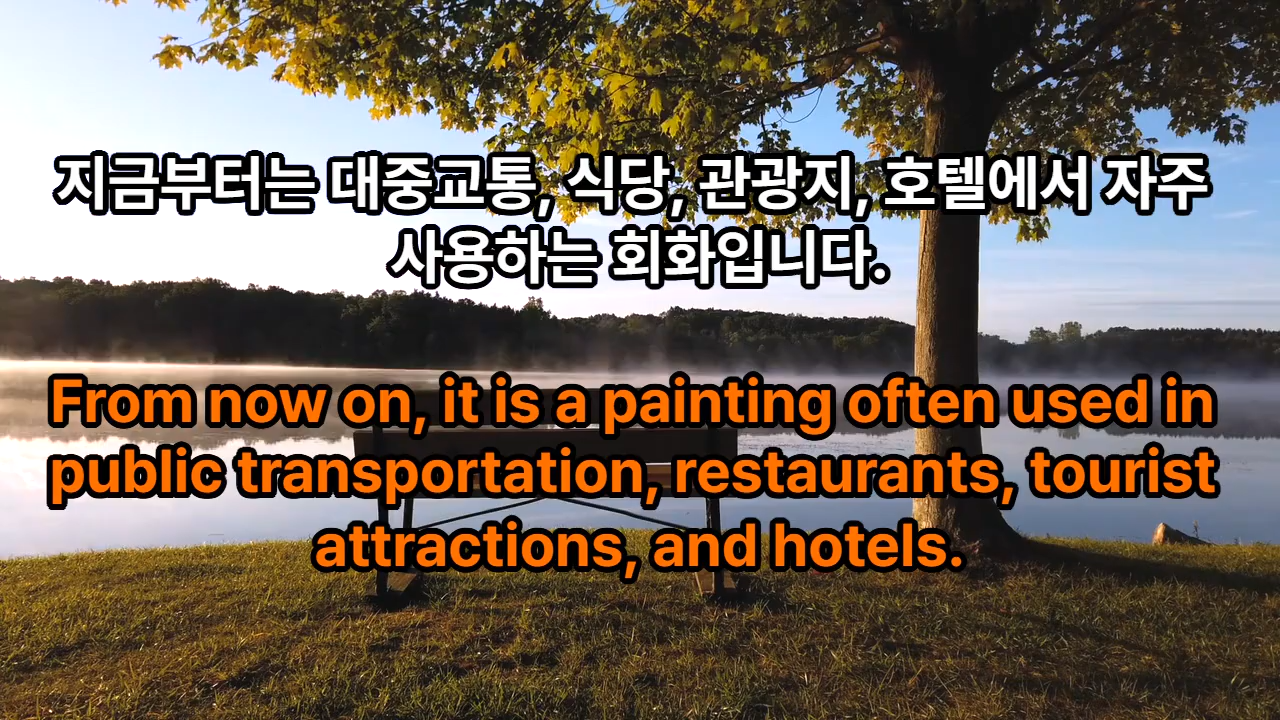 지금부터는 대중교통, 식당, 관광지, 호텔에서 자주
사용하는 회화입니다.
From now on, it is a painting often used in
public transportation, restaurants, tourist
attractions, and hotels.